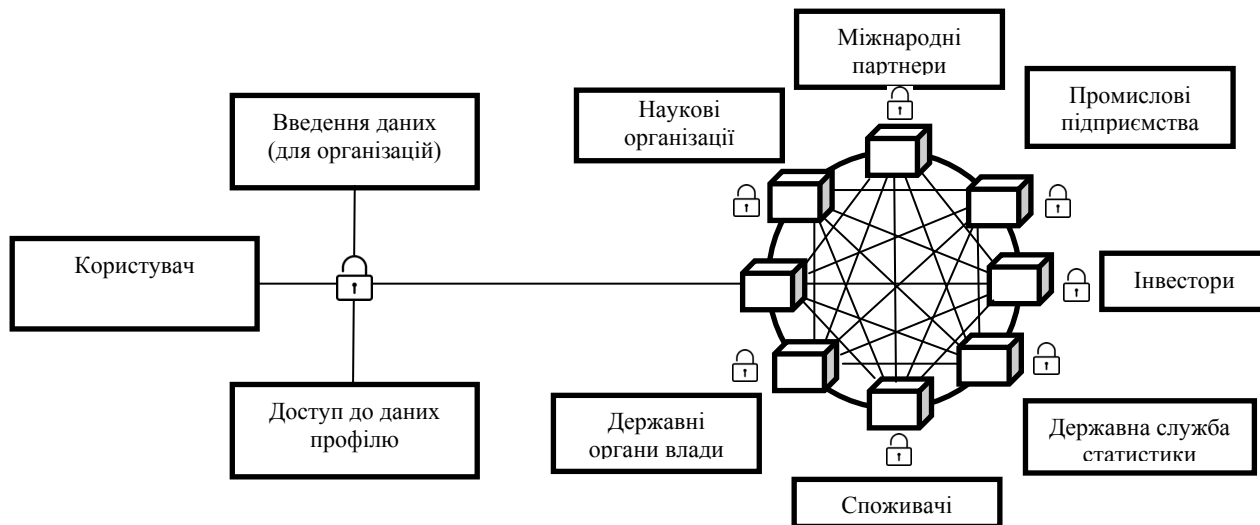 Міжнародні
партнери
Наукові
організації
Промислові
підприємства
Введення даних
(для організацій)
Користувач
Інвестори
Доступ до даних
профілю
Державні
органи влади
Державна служба
статистики
Споживачі